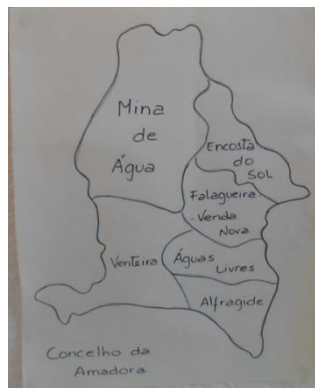 Mina
de
Água
Encosta
do
SOL
Falagueira
- Venda
Nova
Venteira
Águas
Livres
Alfragide
Concelho da
Amadora